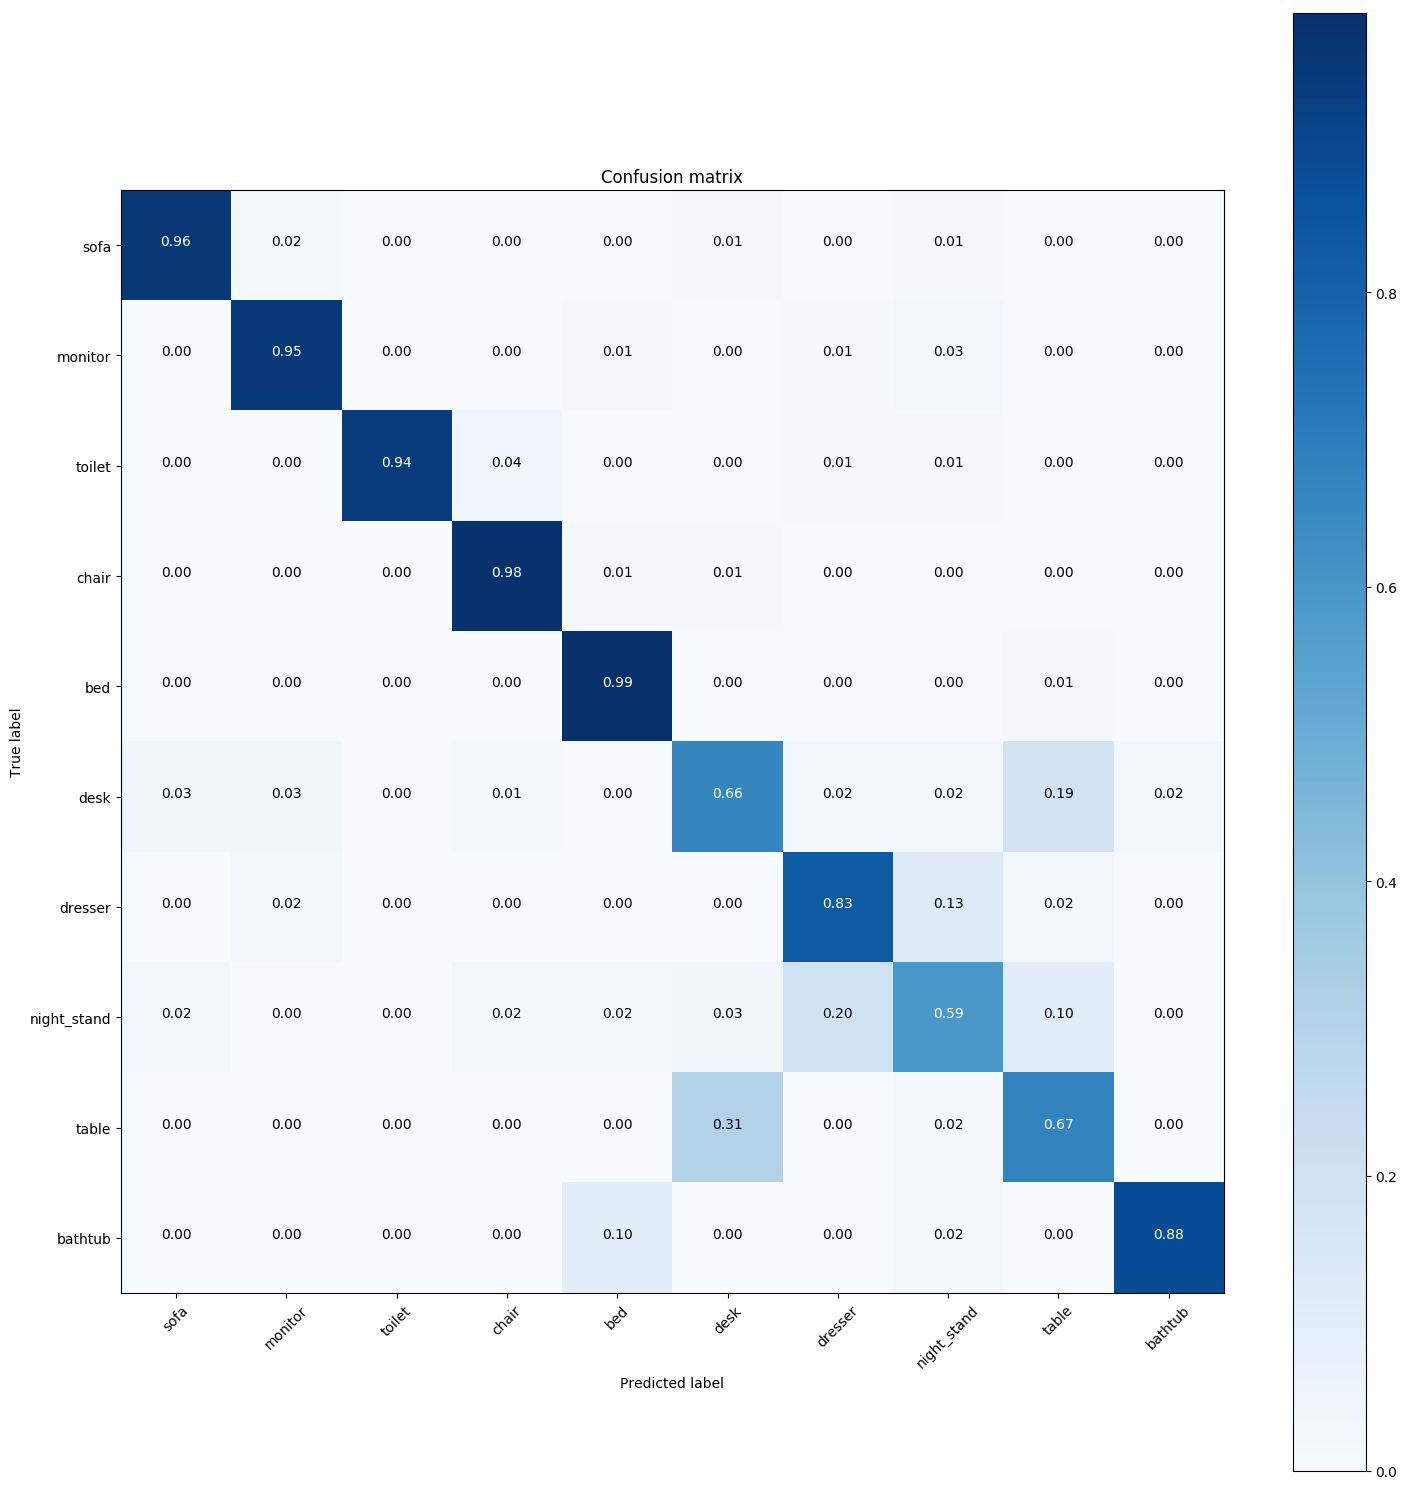 Confusion matrix
sofa 0.96 0.02 0.00 0.00 0.00 0.01 0.00 0.01 0.00 0.00
monitor 0.00 0.95 0.00 0.00 0.01 0.00 0.01 0.03 0.00 0.00
toilet 0.00 0.00 0.94 0.04 0.00 0.00 0.01 0.01 0.00 0.00
chair 0.00 0.00 0.00 0.98 0.01 0.01 0.00 0.00 0.00 0.00
bed 0.00 0.00 0.00 0.00 0.99 0.00 0.00 0.00 0.01 0.00
desk 0.03 0.03 0.00 0.01 0.00 0.66 0.02 0.02 0.19 0.02
dresser 0.00 0.02 0.00 0.00 0.00 0.00 0.83 0.13 0.02 0.00
night_stand 0.02 0.00 0.00 0.02 0.02 0.03 0.20 0.59 0.10 0.00
table 0.00 0.00 0.00 0.00 0.00 0.31 0.00 0.02 0.67 0.00
bathtub 0.00 0.00 0.00 0.00 0.10 0.00 0.00 0.02 0.00 0.88
sofa monitor toilet chair bed desk dresser night_stand table bathtub
Predicted label
True label
0.8
0.6
0.4
0.2
0.0